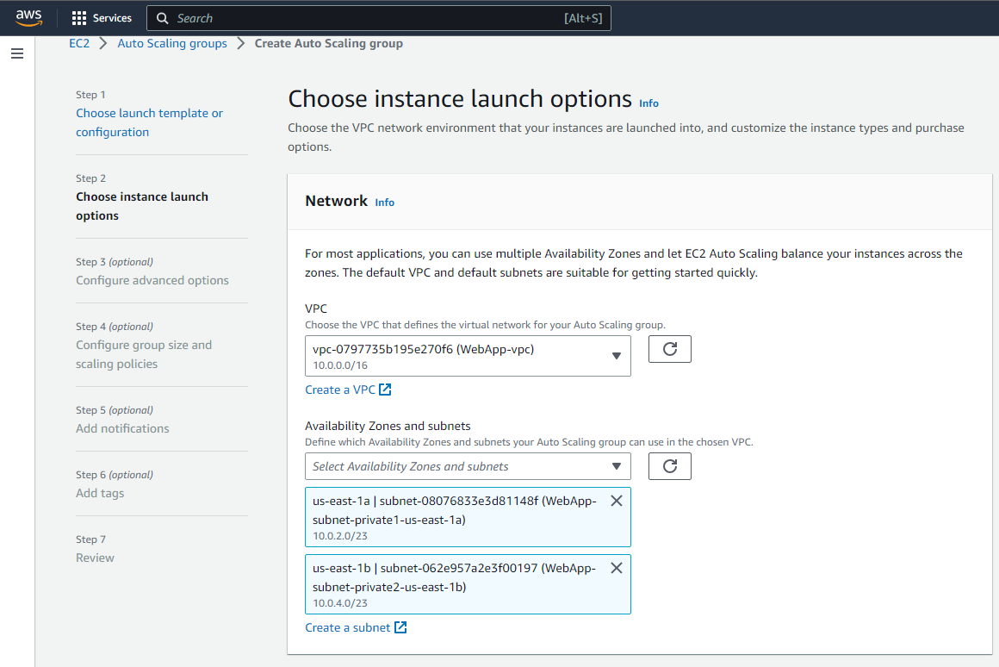 aws
Services
Search
[Alt+S]
EC2 > Auto Scaling groups > Create Auto Scaling group
Step 1
Choose launch template or
configuration
Step 2
Choose instance launch
options
Step 3 (optional)
Configure advanced options
Step 4 (optional)
Configure group size and
scaling policies
Step 5 (optional)
Add notifications
Step 6 (optional)
Add tags
Step 7
Review
Choose instance launch options Info
Choose the VPC network environment that your instances are launched into, and customize the instance types and purchase
options.
Network Info
For most applications, you can use multiple Availability Zones and let EC2 Auto Scaling balance your instances across the
zones. The default VPC and default subnets are suitable for getting started quickly.
VPC
Choose the VPC that defines the virtual network for your Auto Scaling group.
vpc-0797735b195e270f6 (WebApp-vpc)
10.0.0.0/16
Create a VPC
Availability Zones and subnets
Define which Availability Zones and subnets your Auto Scaling group can use in the chosen VPC.
Select Availability Zones and subnets
us-east-1a | subnet-08076833e3d81148f (WebApp-
subnet-private1-us-east-1a)
10.0.2.0/23
us-east-1b | subnet-062e957a2e3f00197 (WebApp-
subnet-private2-us-east-1b)
10.0.4.0/23
Create a subnet